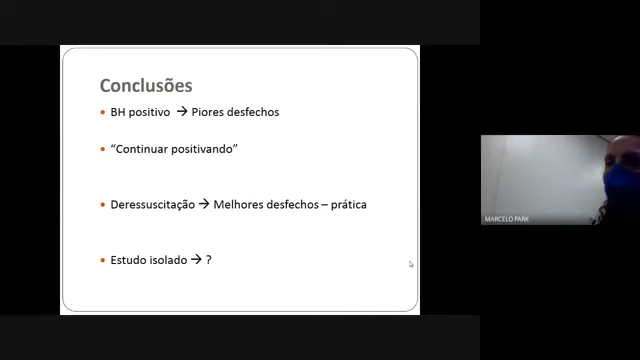 Conclusões
• BH positivo → Piores desfechos
• “Continuar positivando”
• Deressuscitação → Melhores desfechos – prática
• Estudo isolado → ?
MARCELO PARK